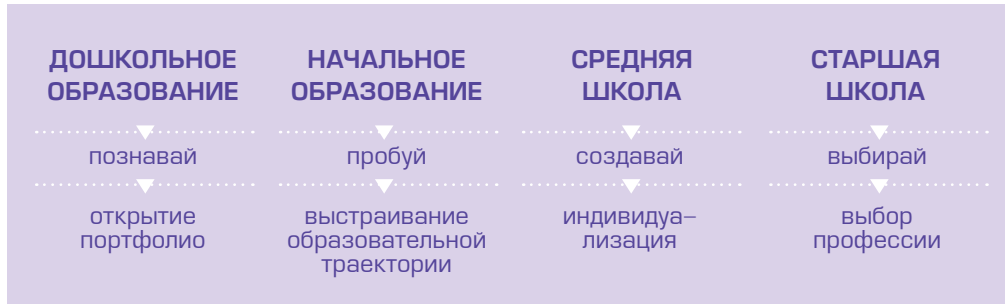 ДОШКОЛЬНОЕ
ОБРАЗОВАНИЕ
познавай
открытие
портфолио
НАЧАЛЬНОЕ
ОБРАЗОВАНИЕ
пробуй
выстраивание
образовательной
траектории
СРЕДНЯЯ
ШКОЛА
создавай
индивидуа–
лизация
СТАРШАЯ
ШКОЛА
выбирай
выбор
профессии